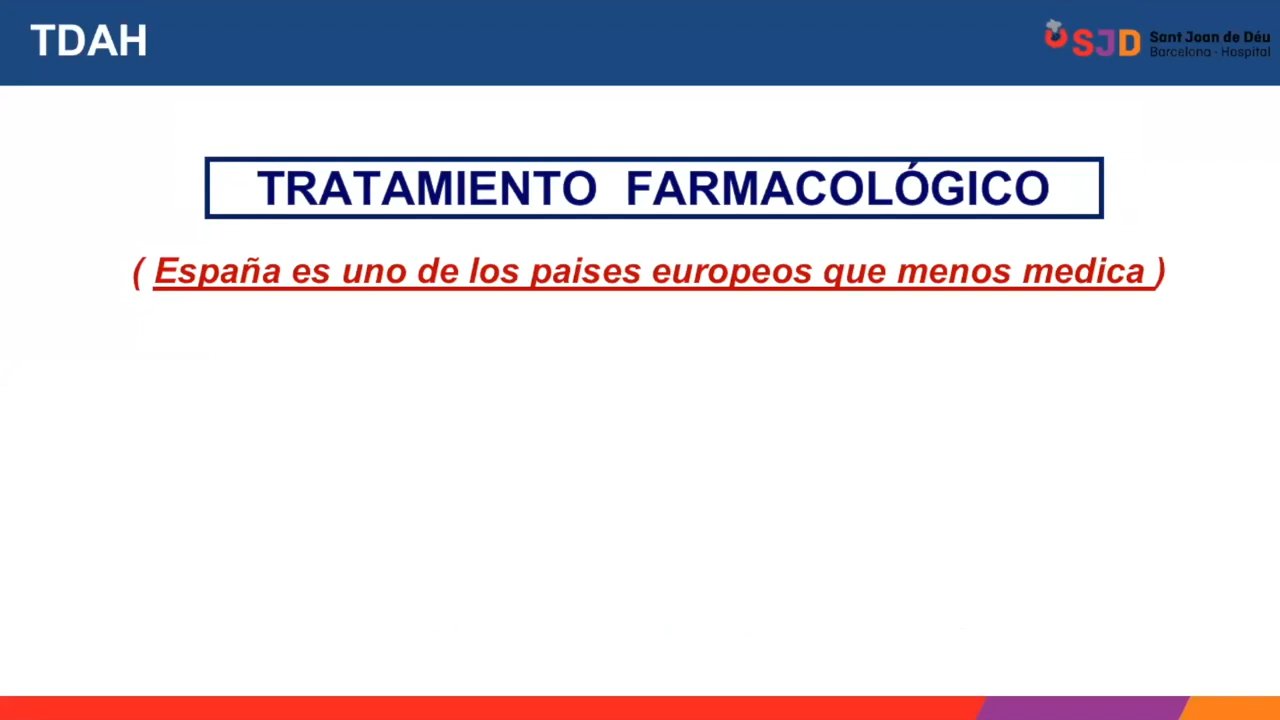 TDAH
SJD Sant Joan de Déu
Barcelona · Hospital
TRATAMIENTO FARMACOLÓGICO
( España es uno de los paises europeos que menos medica )